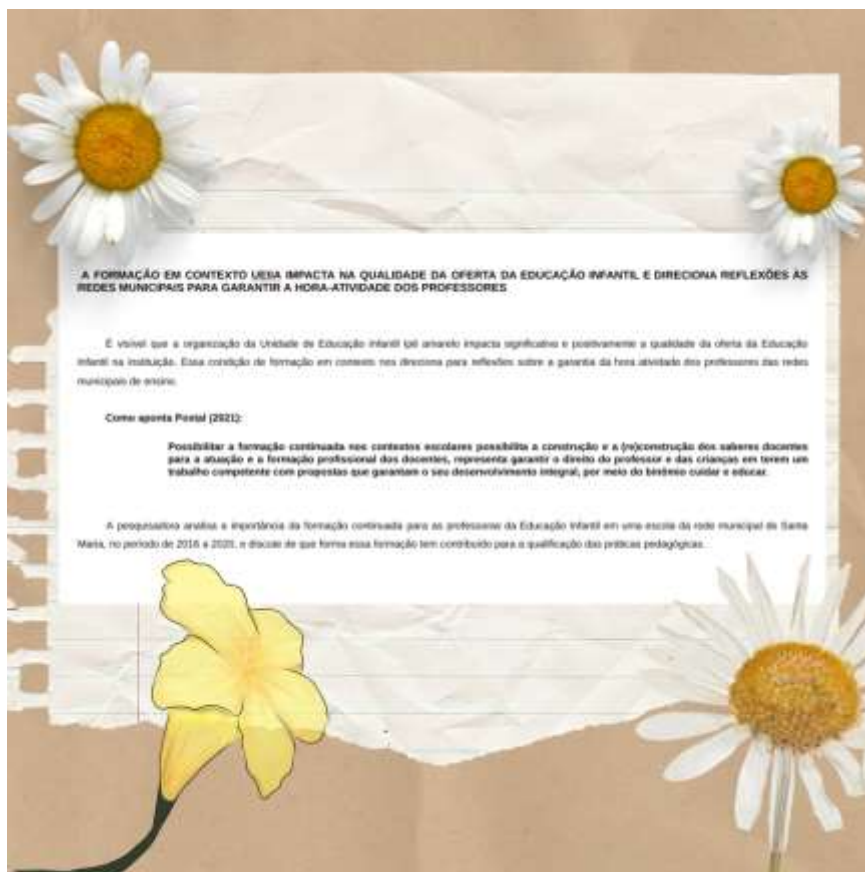 A FORMAÇÃO EM CONTEXTO UEIIA IMPACTA NA QUALIDADE DA OFERTA DA EDUCAÇÃO INFANTIL E DIRECIONA REFLEXÕES ÀS
REDES MUNICIPAIS PARA GARANTIR A HORA-ATIVIDADE DOS PROFESSORES
É visível que a organização da Unidade de Educação Infantil Ipê amarelo impacta significativa e positivamente a qualidade da oferta da Educação
Infantil na instituição. Essa condição de formação em contexto nos direciona para reflexões sobre a garantia da hora atividade dos professores das redes
municipais de ensino.
Como aponta Postal (2021):
Possibilitar a formação continuada nos contextos escolares possibilita a construção e a (re)construção dos saberes docentes
para a atuação e a formação profissional dos docentes, representa garantir o direito do professor e das crianças em terem um
trabalho competente com propostas que garantam o seu desenvolvimento integral, por meio do binômio cuidar e educar.
A pesquisadora analisa a importância da formação continuada para as professoras da Educação Infantil em uma escola da rede municipal de Santa
Maria, no período de 2016 a 2020, e discute de que forma essa formação tem contribuído para a qualificação das práticas pedagógicas.